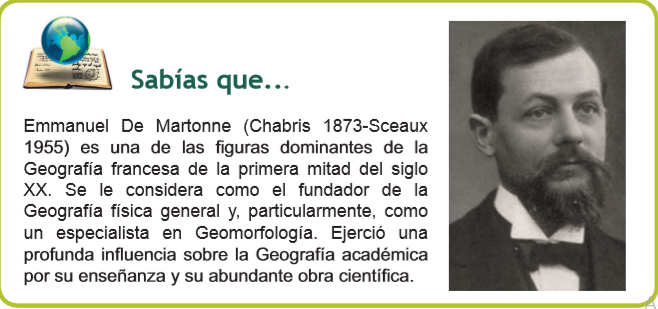 Sabías que...
Emmanuel De Martonne (Chabris 1873-Sceaux
1955) es una de las figuras dominantes de la
Geografía francesa de la primera mitad del siglo
XX. Se le considera como el fundador de la
Geografía física general y, particularmente, como
un especialista en Geomorfología. Ejerció una
profunda influencia sobre la Geografía académica
por su enseñanza y su abundante obra científica.